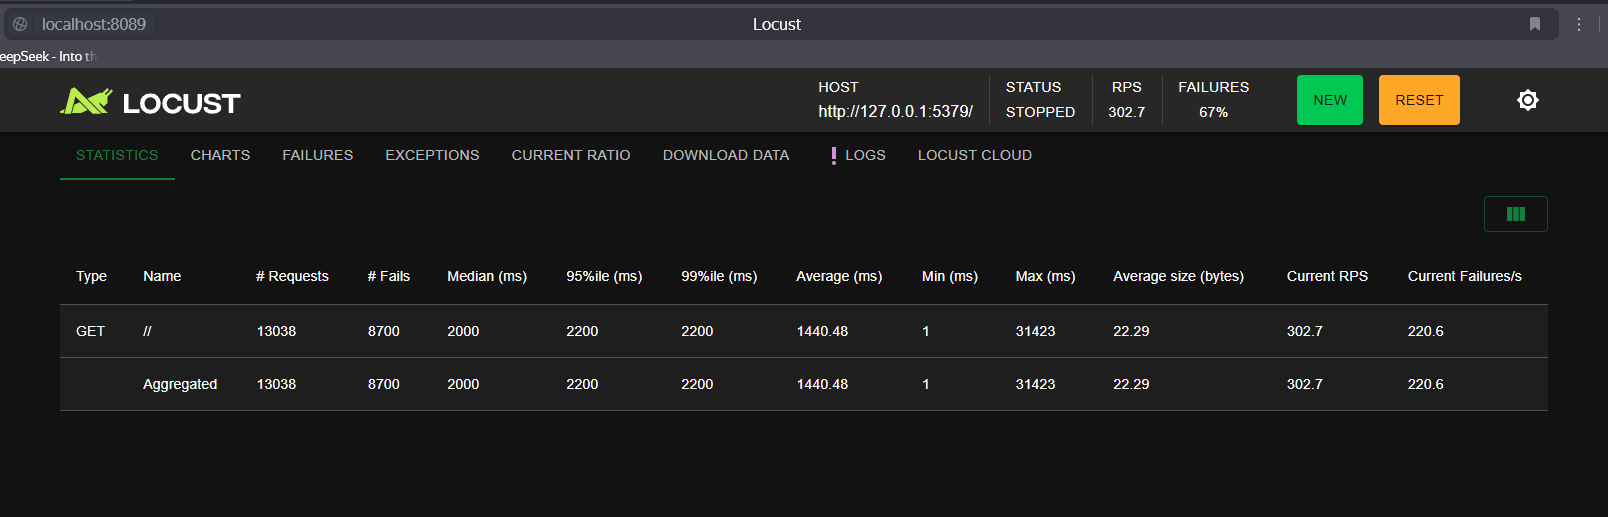 localhost:8089 Locust
eepSeek - Into th
LOCUST
HOST STATUS RPS FAILURES
http://127.0.0.1:5379/ STOPPED 302.7 67%
NEW RESET
STATISTICS CHARTS FAILURES EXCEPTIONS CURRENT RATIO DOWNLOAD DATA LOGS LOCUST CLOUD
Type Name # Requests # Fails Median (ms) 95%ile (ms) 99%ile (ms) Average (ms) Min (ms) Max (ms) Average size (bytes) Current RPS Current Failures/s
GET // 13038 8700 2000 2200 2200 1440.48 1 31423 22.29 302.7 220.6
Aggregated 13038 8700 2000 2200 2200 1440.48 1 31423 22.29 302.7 220.6